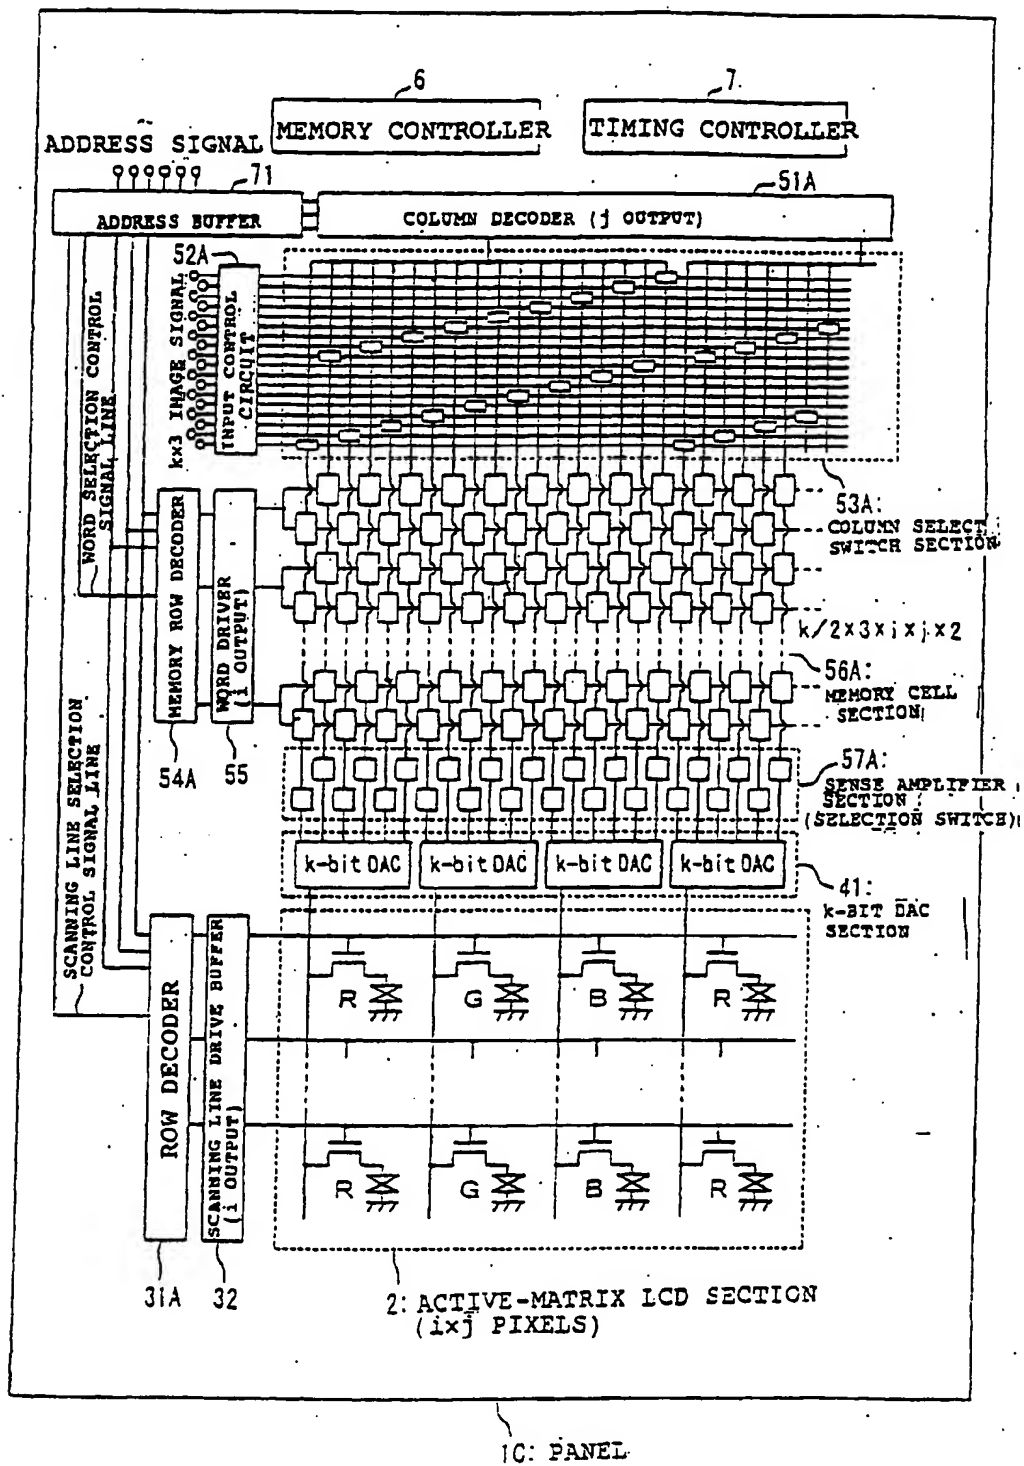 6
7
MEMORY CONTROLLER
TIMING CONTROLLER
ADDRESS SIGNAL
71
51A
ADDRESS BUFFER
COLUMN DECODER (j OUTPUT)
52A
k×3 IMAGE SIGNAL
INPUT CONTROL
CIRCUIT
WORD SELECTION CONTROL
SIGNAL LINE
53A:
COLUMN SELECT
SWITCH SECTION
MEMORY ROW DECODER
WORD DRIVER
(i OUTPUT)
k/2×3×i×j×2
56A:
MEMORY CELL
SECTION
54A
55
57A:
SENSE AMPLIFIER
SECTION
(SELECTION SWITCH)
SCANNING LINE SELECTION
CONTROL SIGNAL LINE
k-bit DAC
k-bit DAC
k-bit DAC
k-bit DAC
41:
k-BIT DAC
SECTION
ROW DECODER
SCANNING LINE DRIVE BUFFER
(i OUTPUT)
R
G
B
R
R
G
B
R
31A
32
2: ACTIVE-MATRIX LCD SECTION
(i×j PIXELS)
1C: PANEL